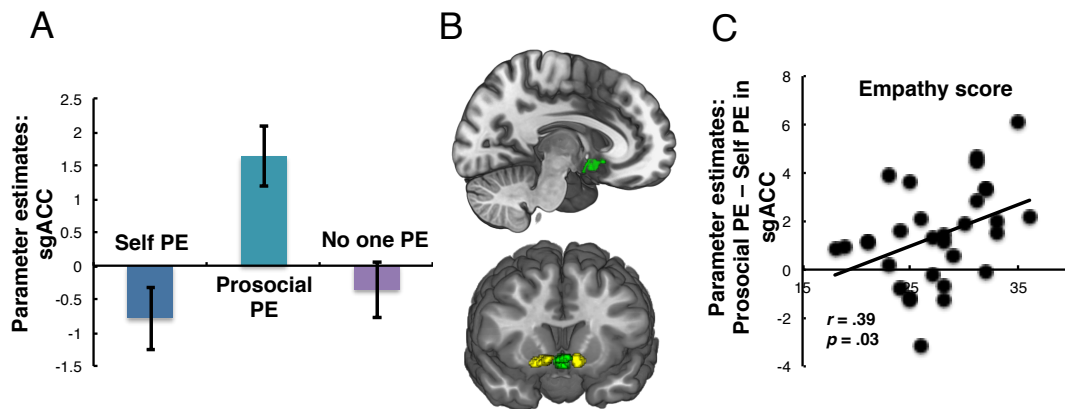 A
Parameter estimates:
sgACC
2.5
2
1.5
1
0.5
0
-0.5
-1
-1.5
Self PE
Prosocial
PE
No one PE
B
C
Parameter estimates:
Prosocial PE – Self PE in
sgACC
8
6
4
2
0
-2
-4
Empathy score
15
25
35
r = .39
p = .03